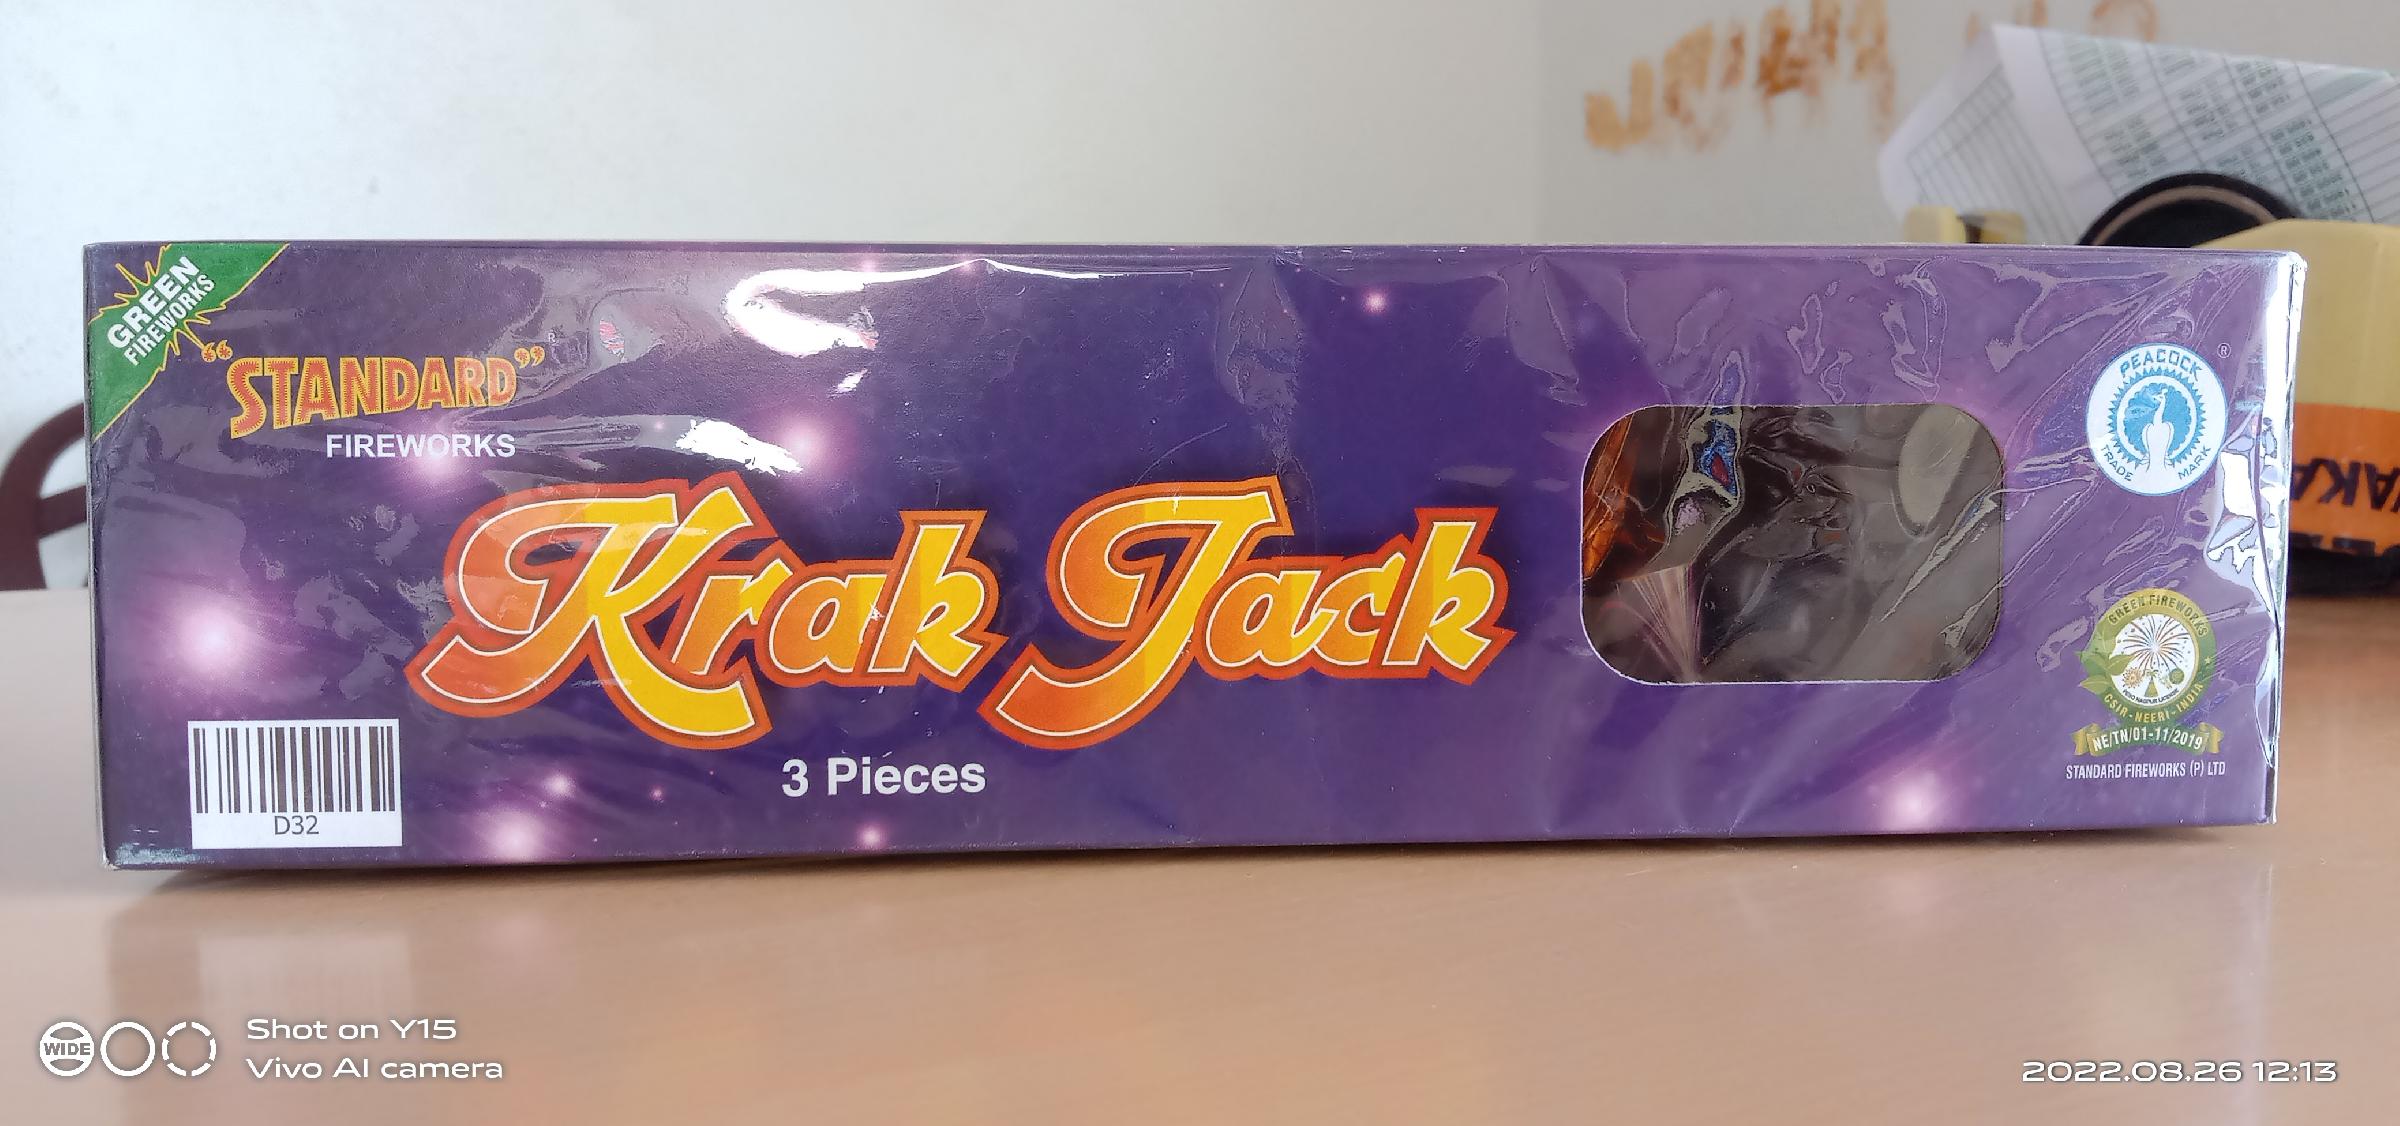 GREEN
FIREWORKS
"STANDARD"
FIREWORKS
Krak Jack
3 Pieces
D32
PEACOCK
TRADE MARK
®
GREEN FIREWORKS
CSIR-NEERI-INDIA
NE/TN/01-11/2019
STANDARD FIREWORKS (P) LTD
WIDE
Shot on Y15
Vivo AI camera
2022.08.26 12:13